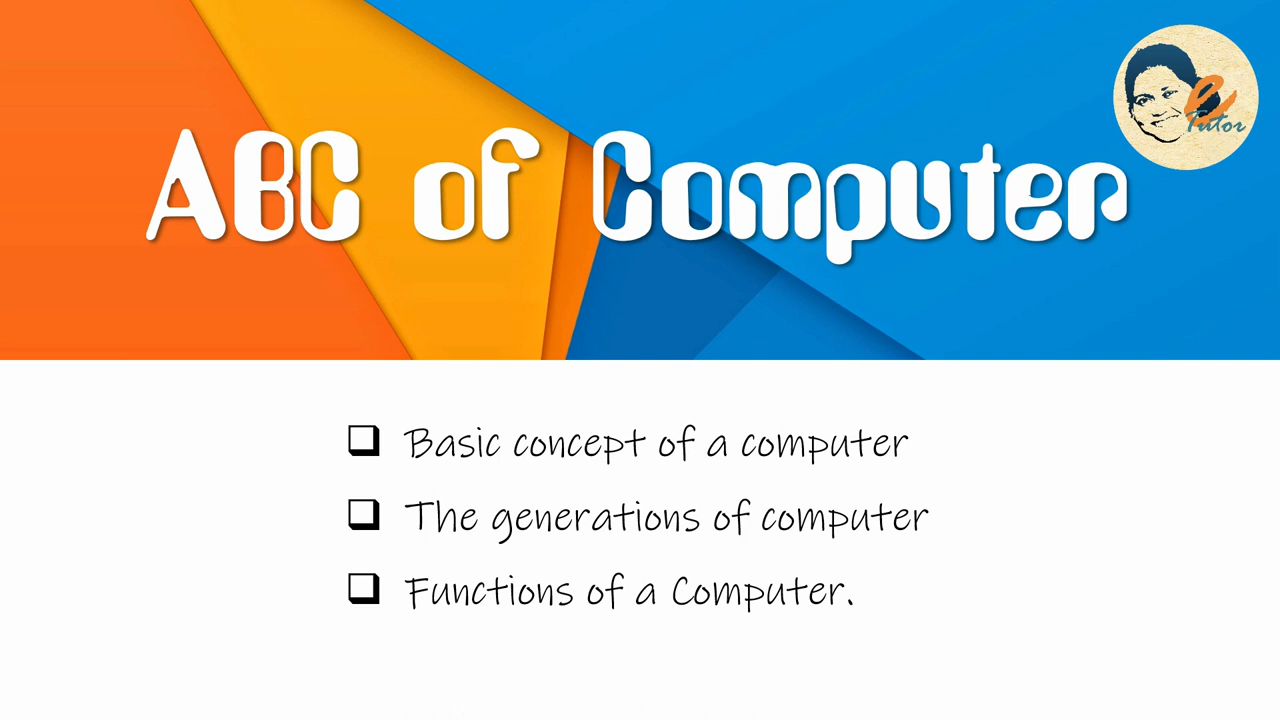 ABC of Computer
e
Tutor
Basic concept of a computer
The generations of computer
Functions of a Computer.